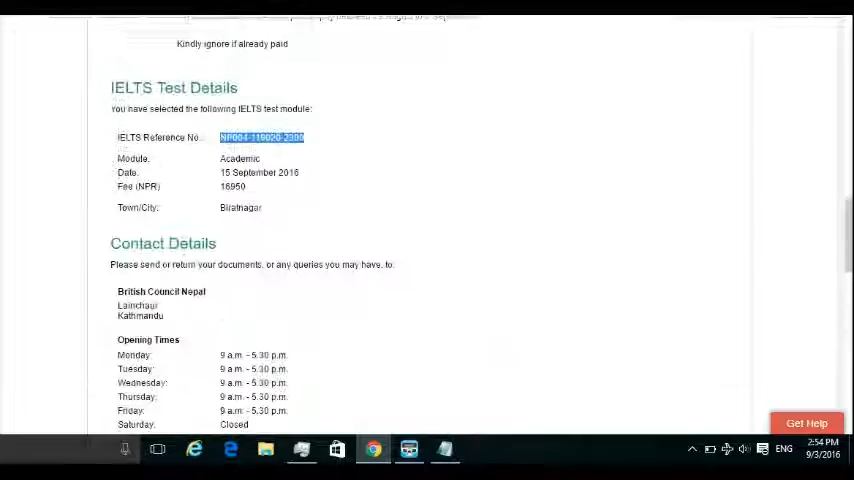 Kindly ignore if already paid
IELTS Test Details
You have selected the following IELTS test module:
IELTS Reference No.:
Module: Academic
Date: 15 September 2016
Fee (NPR) 16950
Town/City: Biratnagar
Contact Details
Please send or return your documents, or any queries you may have, to:
British Council Nepal
Lainchaur
Kathmandu
Opening Times
Monday: 9 a.m. - 5.30 p.m.
Tuesday: 9 a.m. - 5.30 p.m.
Wednesday: 9 a.m. - 5.30 p.m.
Thursday: 9 a.m. - 5.30 p.m.
Friday: 9 a.m. - 5.30 p.m.
Saturday: Closed
Get Help
ENG
2:54 PM
9/3/2016